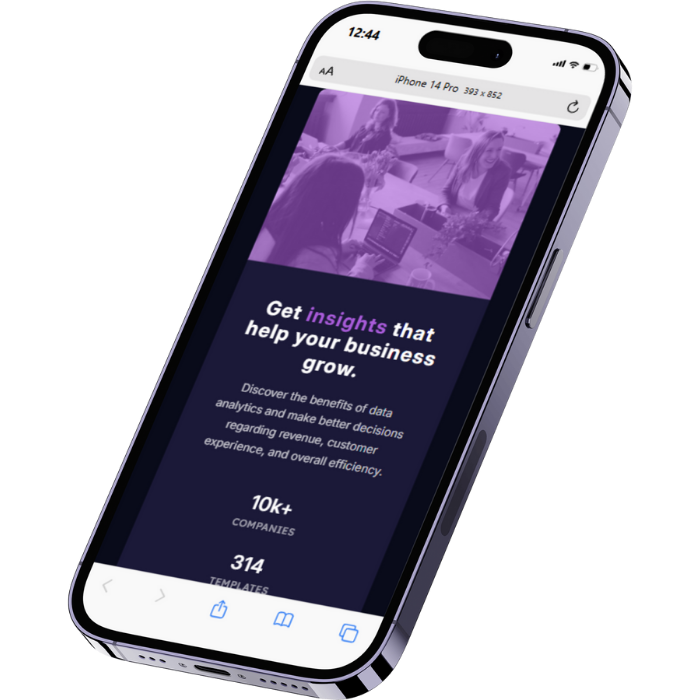 12:44
AA
iPhone 14 Pro 393 x 852
Get insights that
help your business
grow.
Discover the benefits of data
analytics and make better decisions
regarding revenue, customer
experience, and overall efficiency.
10k+
COMPANIES
314
TEMPLATES